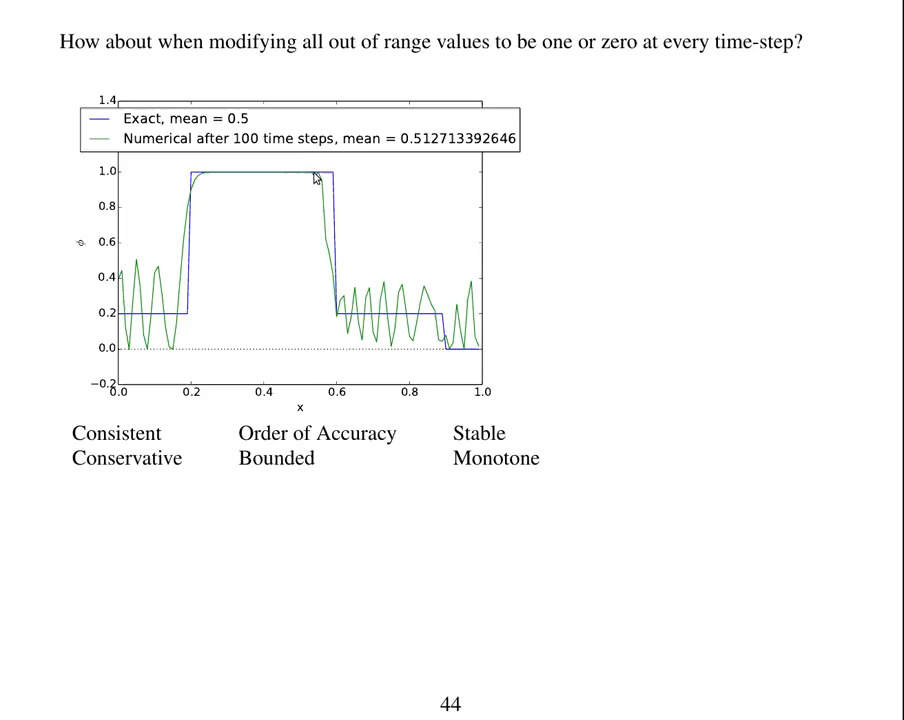 How about when modifying all out of range values to be one or zero at every time-step?
1.4
Exact, mean = 0.5
Numerical after 100 time steps, mean = 0.512713392646
1.0
0.8
0.6
ϕ
0.4
0.2
0.0
−0.2
0.0 0.2 0.4 0.6 0.8 1.0
x
Consistent Order of Accuracy Stable
Conservative Bounded Monotone
44